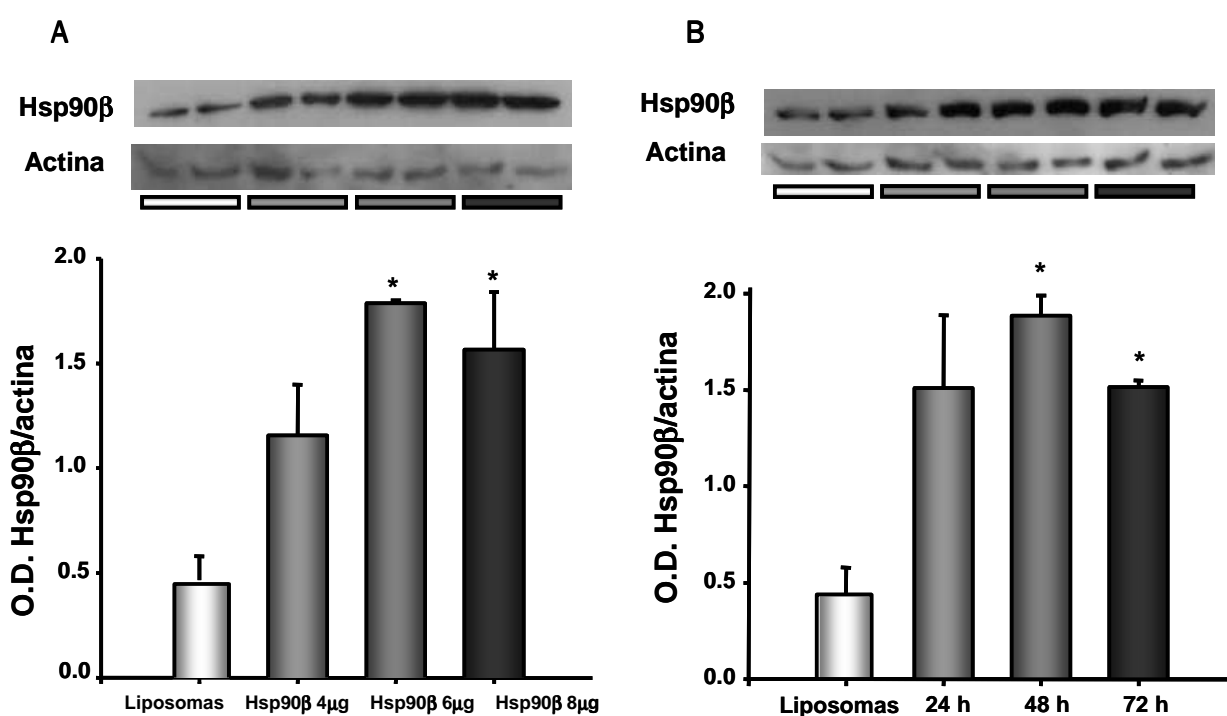 A
Hsp90β
Actina
2.0
*
*
1.5
1.0
0.5
0.0
O.D. Hsp90β/actina
Liposomas Hsp90β 4µg Hsp90β 6µg Hsp90β 8µg
B
Hsp90β
Actina
2.0
*
*
1.5
1.0
0.5
0.0
O.D. Hsp90β/actina
Liposomas 24 h 48 h 72 h